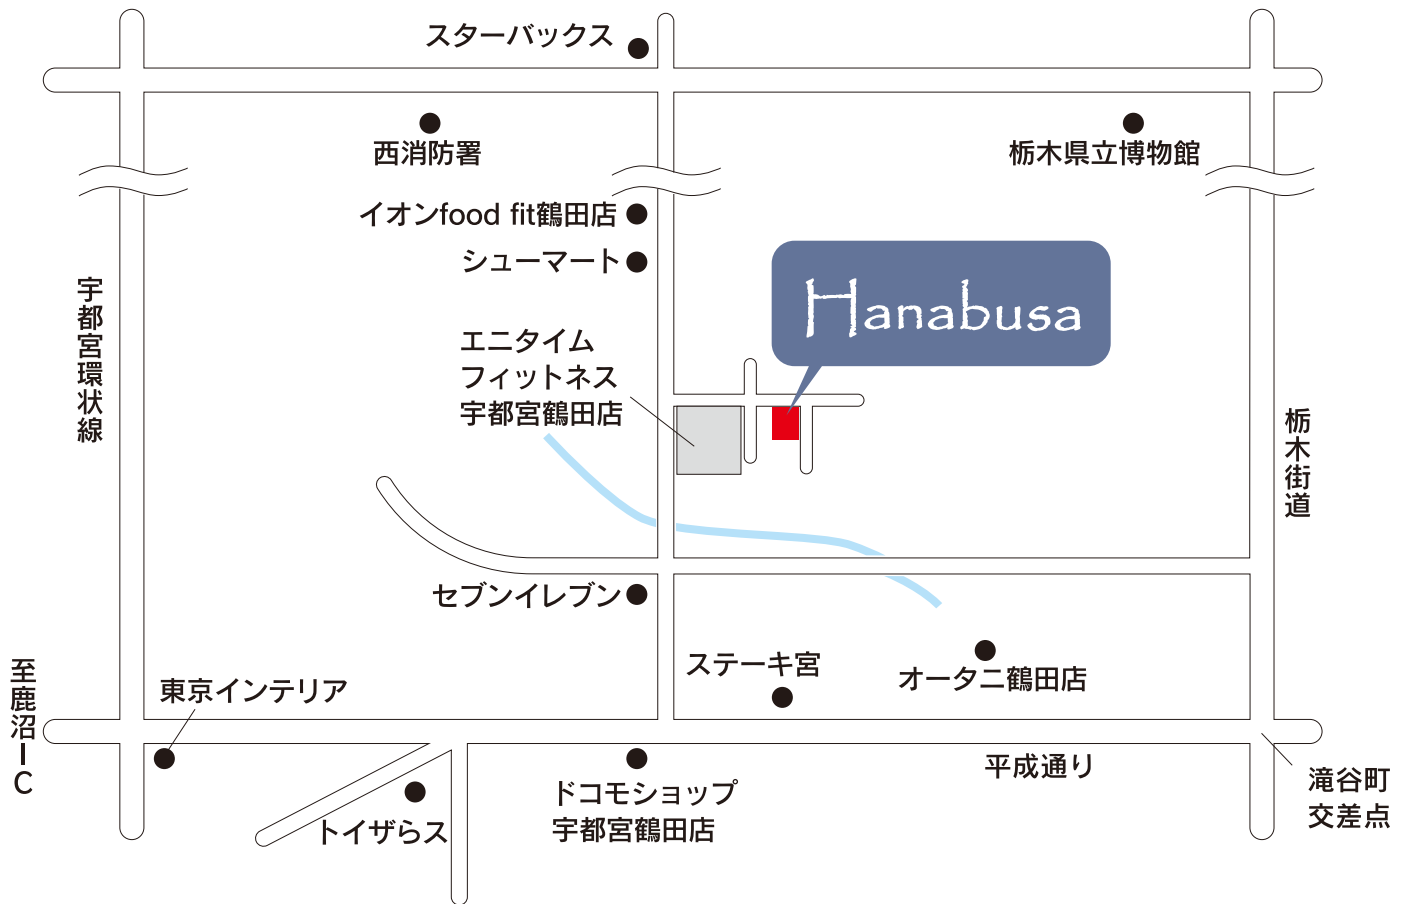 スターバックス
西消防署
栃木県立博物館
イオンfood fit鶴田店
シューマート
Hanabusa
宇都宮環状線
エニタイム
フィットネス
宇都宮鶴田店
栃木街道
セブンイレブン
ステーキ宮
オータニ鶴田店
至鹿沼IC
東京インテリア
平成通り
滝谷町
交差点
ドコモショップ
宇都宮鶴田店
トイザらス